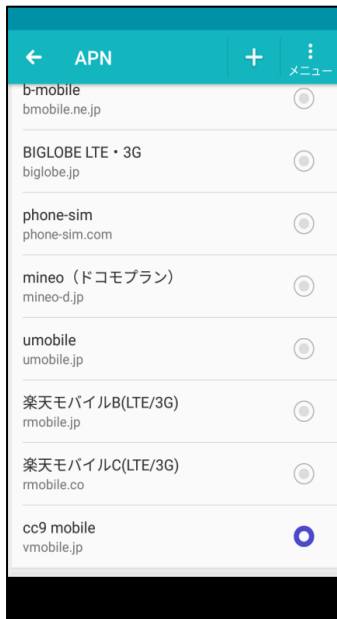 APN
メニュー
b-mobile
bmobile.ne.jp
BIGLOBE LTE・3G
biglobe.jp
phone-sim
phone-sim.com
mineo（ドコモプラン）
mineo-d.jp
umobile
umobile.jp
楽天モバイルB(LTE/3G)
rmobile.jp
楽天モバイルC(LTE/3G)
rmobile.co
cc9 mobile
vmobile.jp